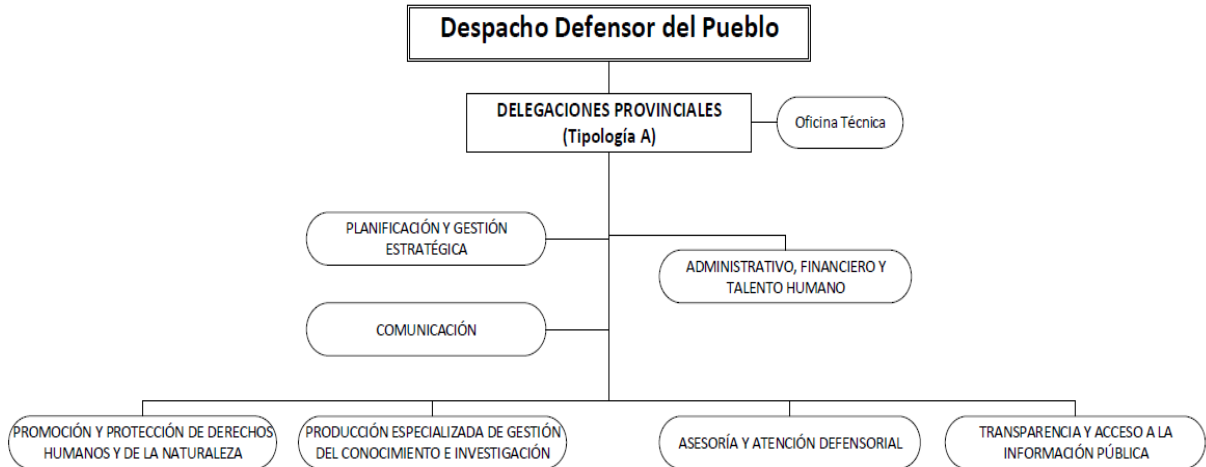 Despacho Defensor del Pueblo
DELEGACIONES PROVINCIALES
(Tipología A)
Oficina Técnica
PLANIFICACIÓN Y GESTIÓN
ESTRATÉGICA
ADMINISTRATIVO, FINANCIERO Y
TALENTO HUMANO
COMUNICACIÓN
PROMOCIÓN Y PROTECCIÓN DE DERECHOS
HUMANOS Y DE LA NATURALEZA
PRODUCCIÓN ESPECIALIZADA DE GESTIÓN
DEL CONOCIMIENTO E INVESTIGACIÓN
ASESORÍA Y ATENCIÓN DEFENSORIAL
TRANSPARENCIA Y ACCESO A LA
INFORMACIÓN PÚBLICA